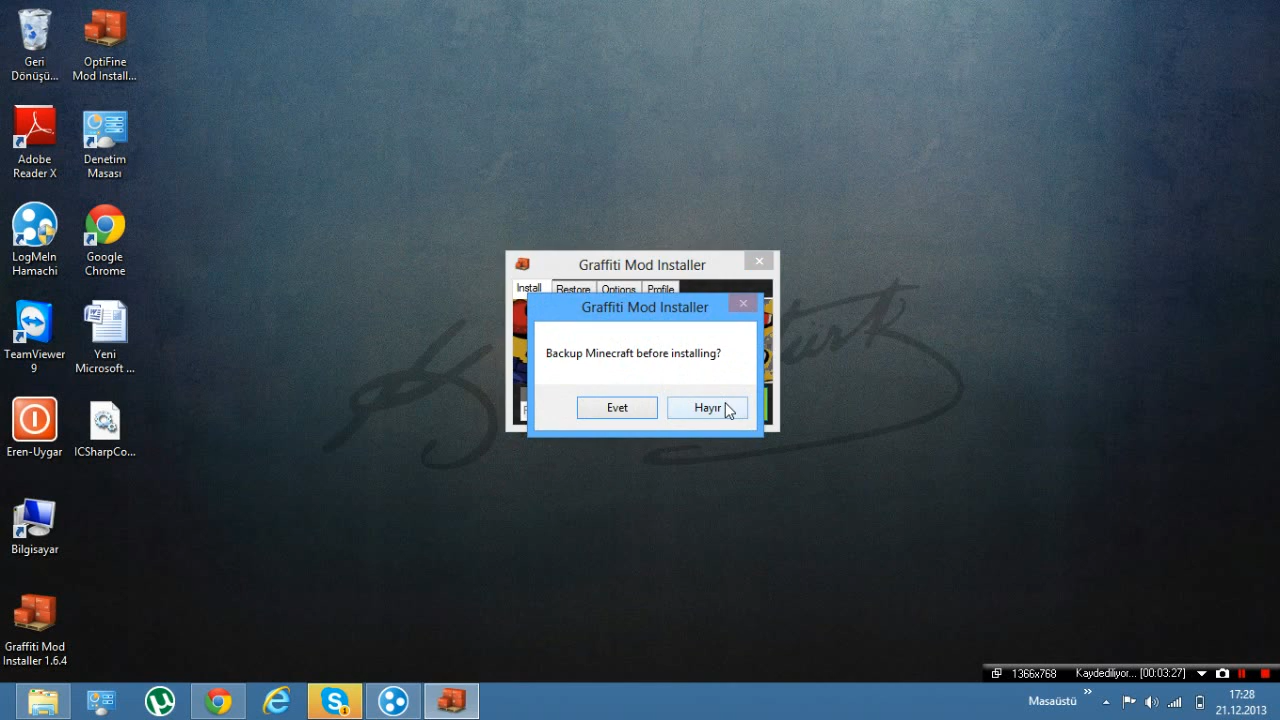 Geri
Dönüşü...
OptiFine
Mod Install...
Adobe
Reader X
Denetim
Masası
LogMeIn
Hamachi
Google
Chrome
TeamViewer
9
Yeni
Microsoft ...
Eren-Uygar
ICSharpCo...
Bilgisayar
Graffiti Mod
Installer 1.6.4
Graffiti Mod Installer
Install
Restore
Options
Profile
Graffiti Mod Installer
Backup Minecraft before installing?
Evet
Hayır
1366x768
Kaydediliyor... [00:03:27]
Masaüstü
17:28
21.12.2013